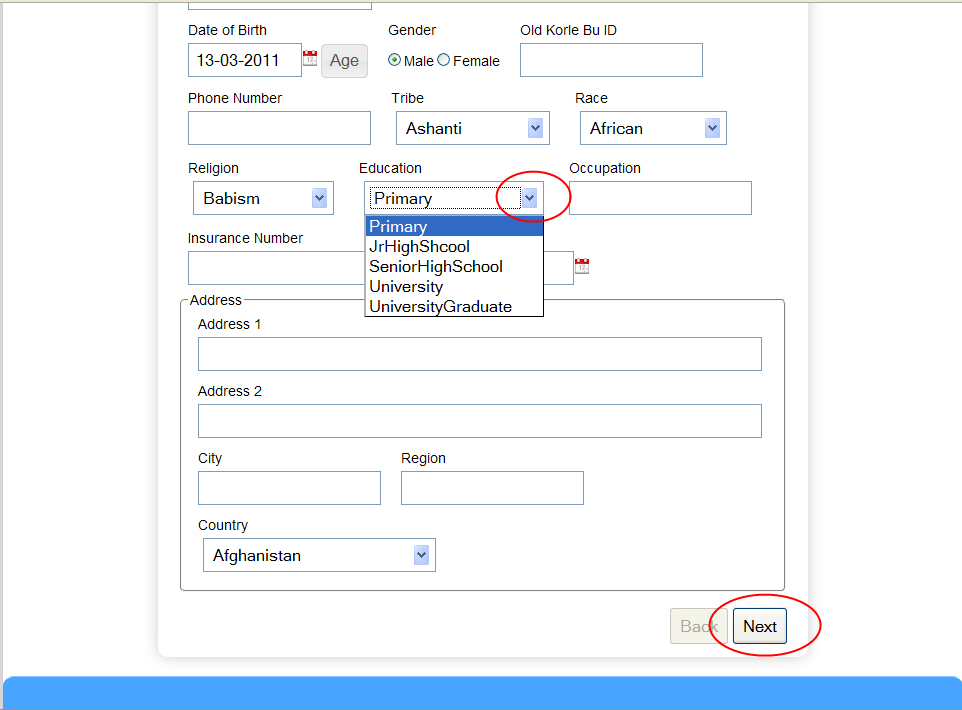 Date of Birth Gender Old Korle Bu ID
13-03-2011 Age Male Female
Phone Number Tribe Race
Ashanti African
Religion Education Occupation
Babism Primary
Primary
Insurance Number JrHighShcool
SeniorHighSchool
University
UniversityGraduate
Address
Address 1
Address 2
City Region
Country
Afghanistan
Back Next